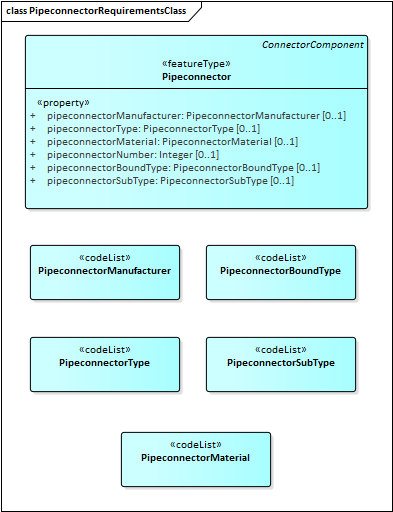 class PipeconnectorRequirementsClass
ConnectorComponent
«featureType»
Pipeconnector
«property»
+ pipeconnectorManufacturer: PipeconnectorManufacturer [0..1]
+ pipeconnectorType: PipeconnectorType [0..1]
+ pipeconnectorMaterial: PipeconnectorMaterial [0..1]
+ pipeconnectorNumber: Integer [0..1]
+ pipeconnectorBoundType: PipeconnectorBoundType [0..1]
+ pipeconnectorSubType: PipeconnectorSubType [0..1]
«codeList»
PipeconnectorManufacturer
«codeList»
PipeconnectorBoundType
«codeList»
PipeconnectorType
«codeList»
PipeconnectorSubType
«codeList»
PipeconnectorMaterial